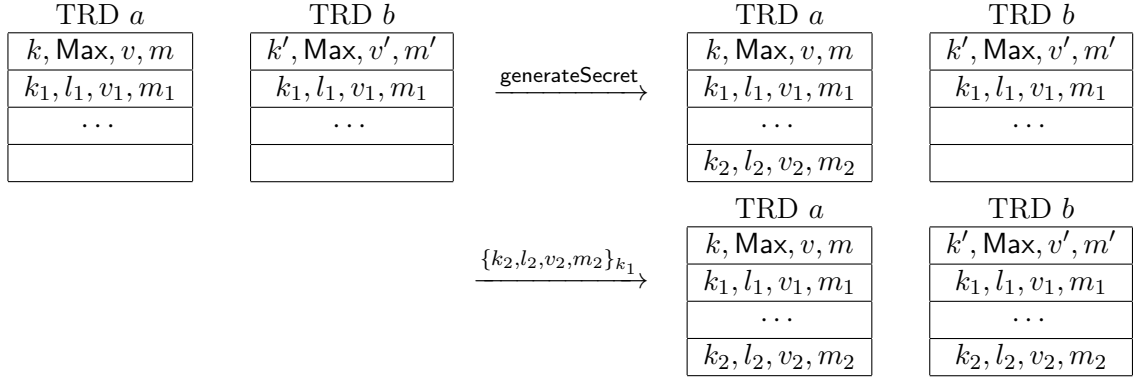 TRD a TRD b TRD a TRD b
k, Max, v, m k′, Max, v′, m′ k, Max, v, m k′, Max, v′, m′
k₁, l₁, v₁, m₁ k₁, l₁, v₁, m₁ generateSecret k₁, l₁, v₁, m₁ k₁, l₁, v₁, m₁
⋯ ⋯ ⋯ ⋯
k₂, l₂, v₂, m₂
TRD a TRD b
k, Max, v, m k′, Max, v′, m′
{k₂,l₂,v₂,m₂}ₖ₁ k₁, l₁, v₁, m₁ k₁, l₁, v₁, m₁
⋯ ⋯
k₂, l₂, v₂, m₂ k₂, l₂, v₂, m₂